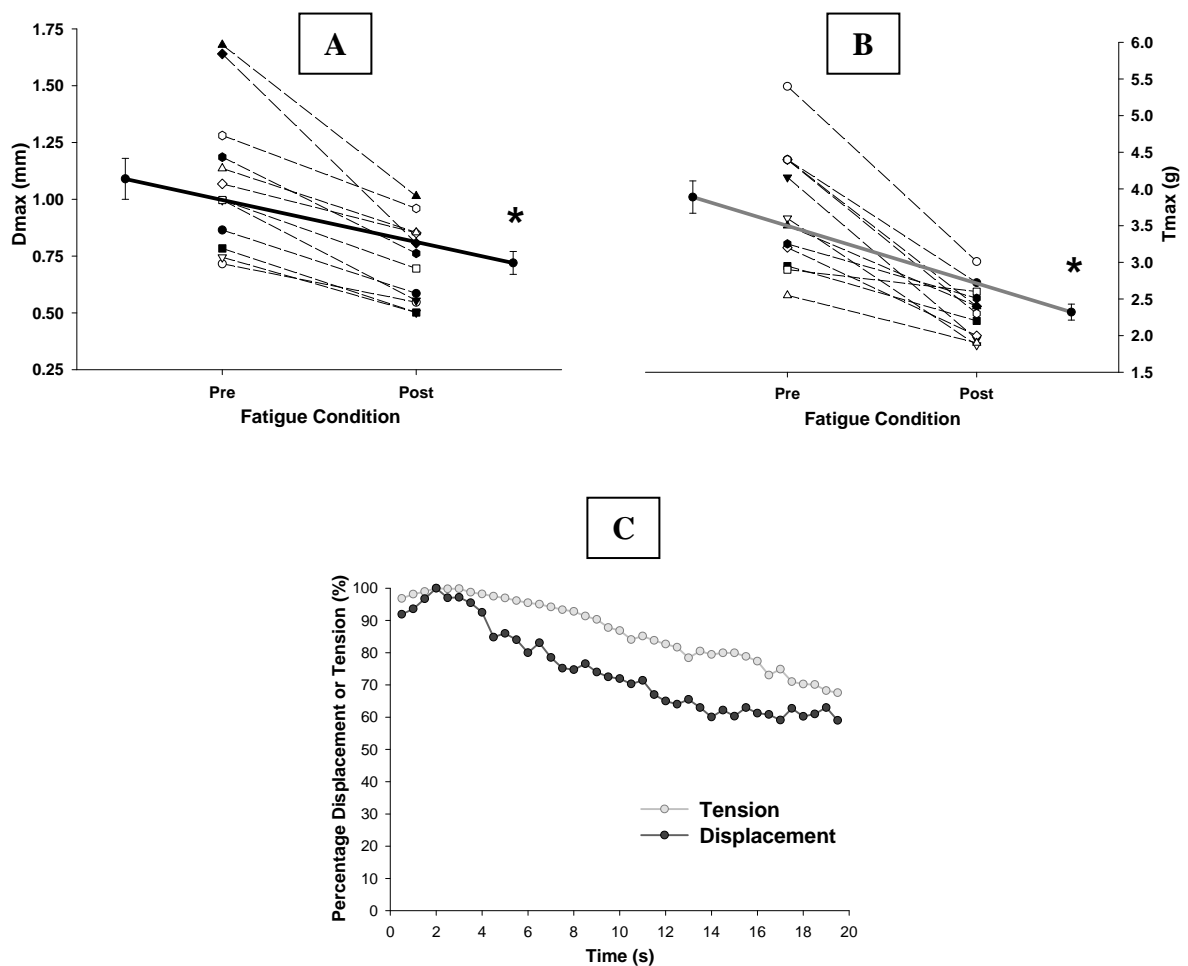 A
1.75
1.50
1.25
1.00
0.75
0.50
0.25
Dmax (mm)
*
Pre Post
Fatigue Condition
B
6.0
5.5
5.0
4.5
4.0
3.5
3.0
2.5
2.0
1.5
Tmax (g)
*
Pre Post
Fatigue Condition
C
100
90
80
70
60
50
40
30
20
10
0
Percentage Displacement or Tension (%)
Tension
Displacement
0 2 4 6 8 10 12 14 16 18 20
Time (s)